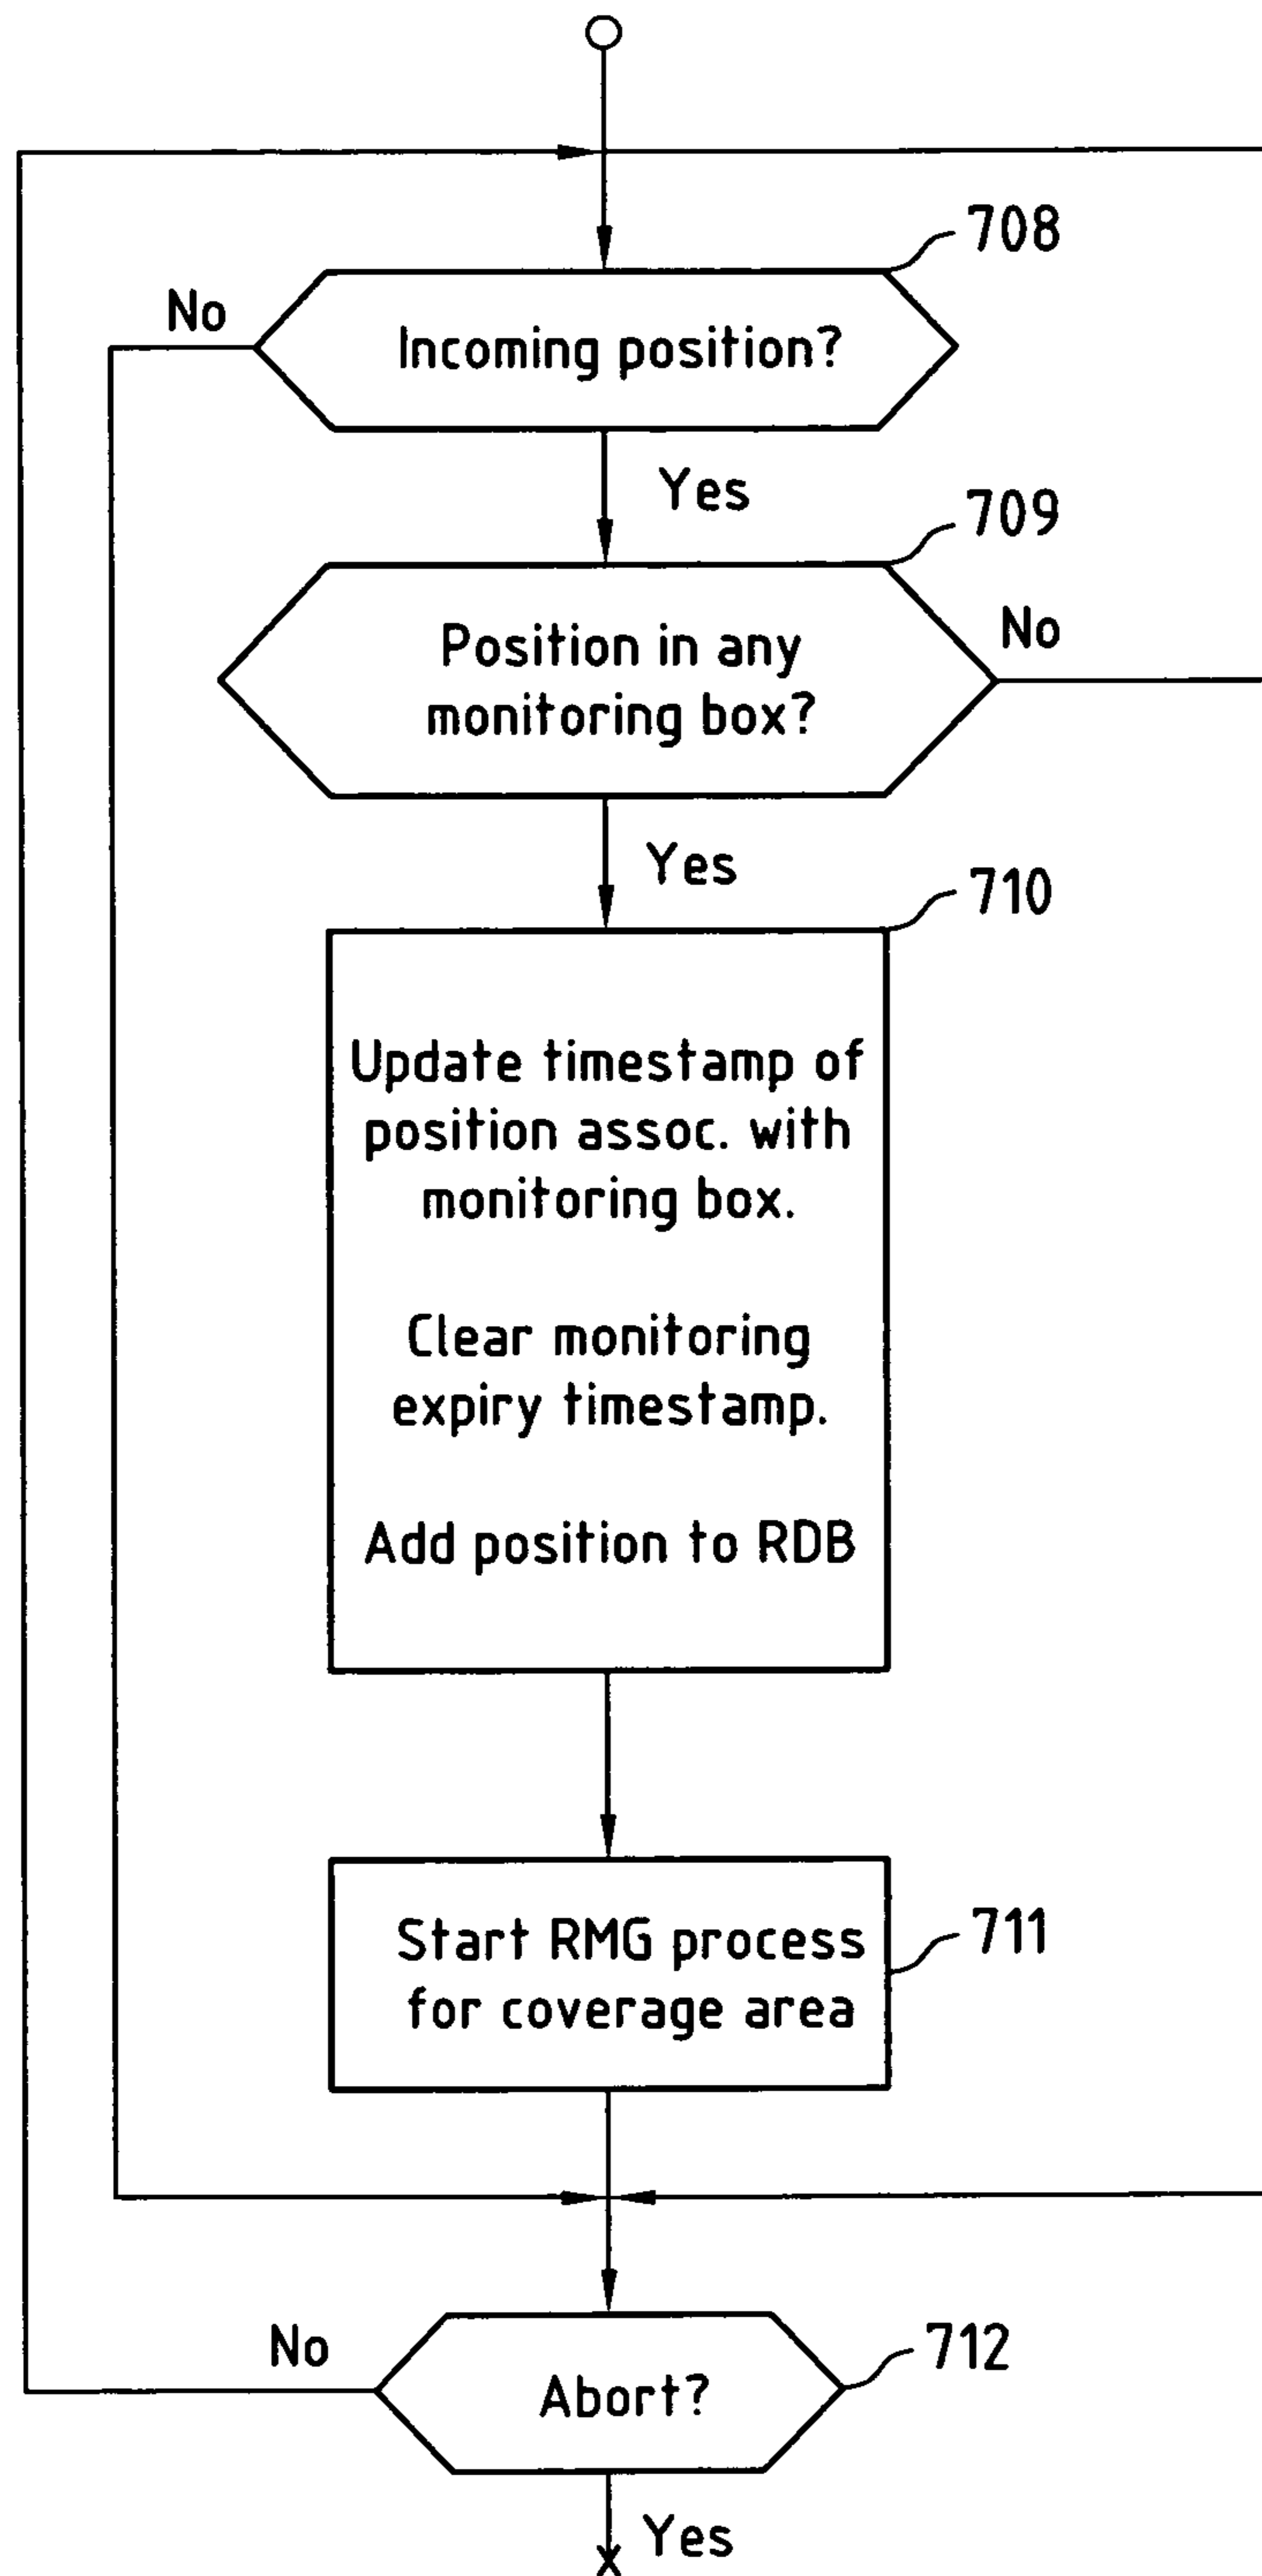 708
No
Incoming position?
Yes
709
Position in any
monitoring box?
No
Yes
710
Update timestamp of
position assoc. with
monitoring box.
Clear monitoring
expiry timestamp.
Add position to RDB
Start RMG process
for coverage area
711
No
712
Abort?
Yes
X